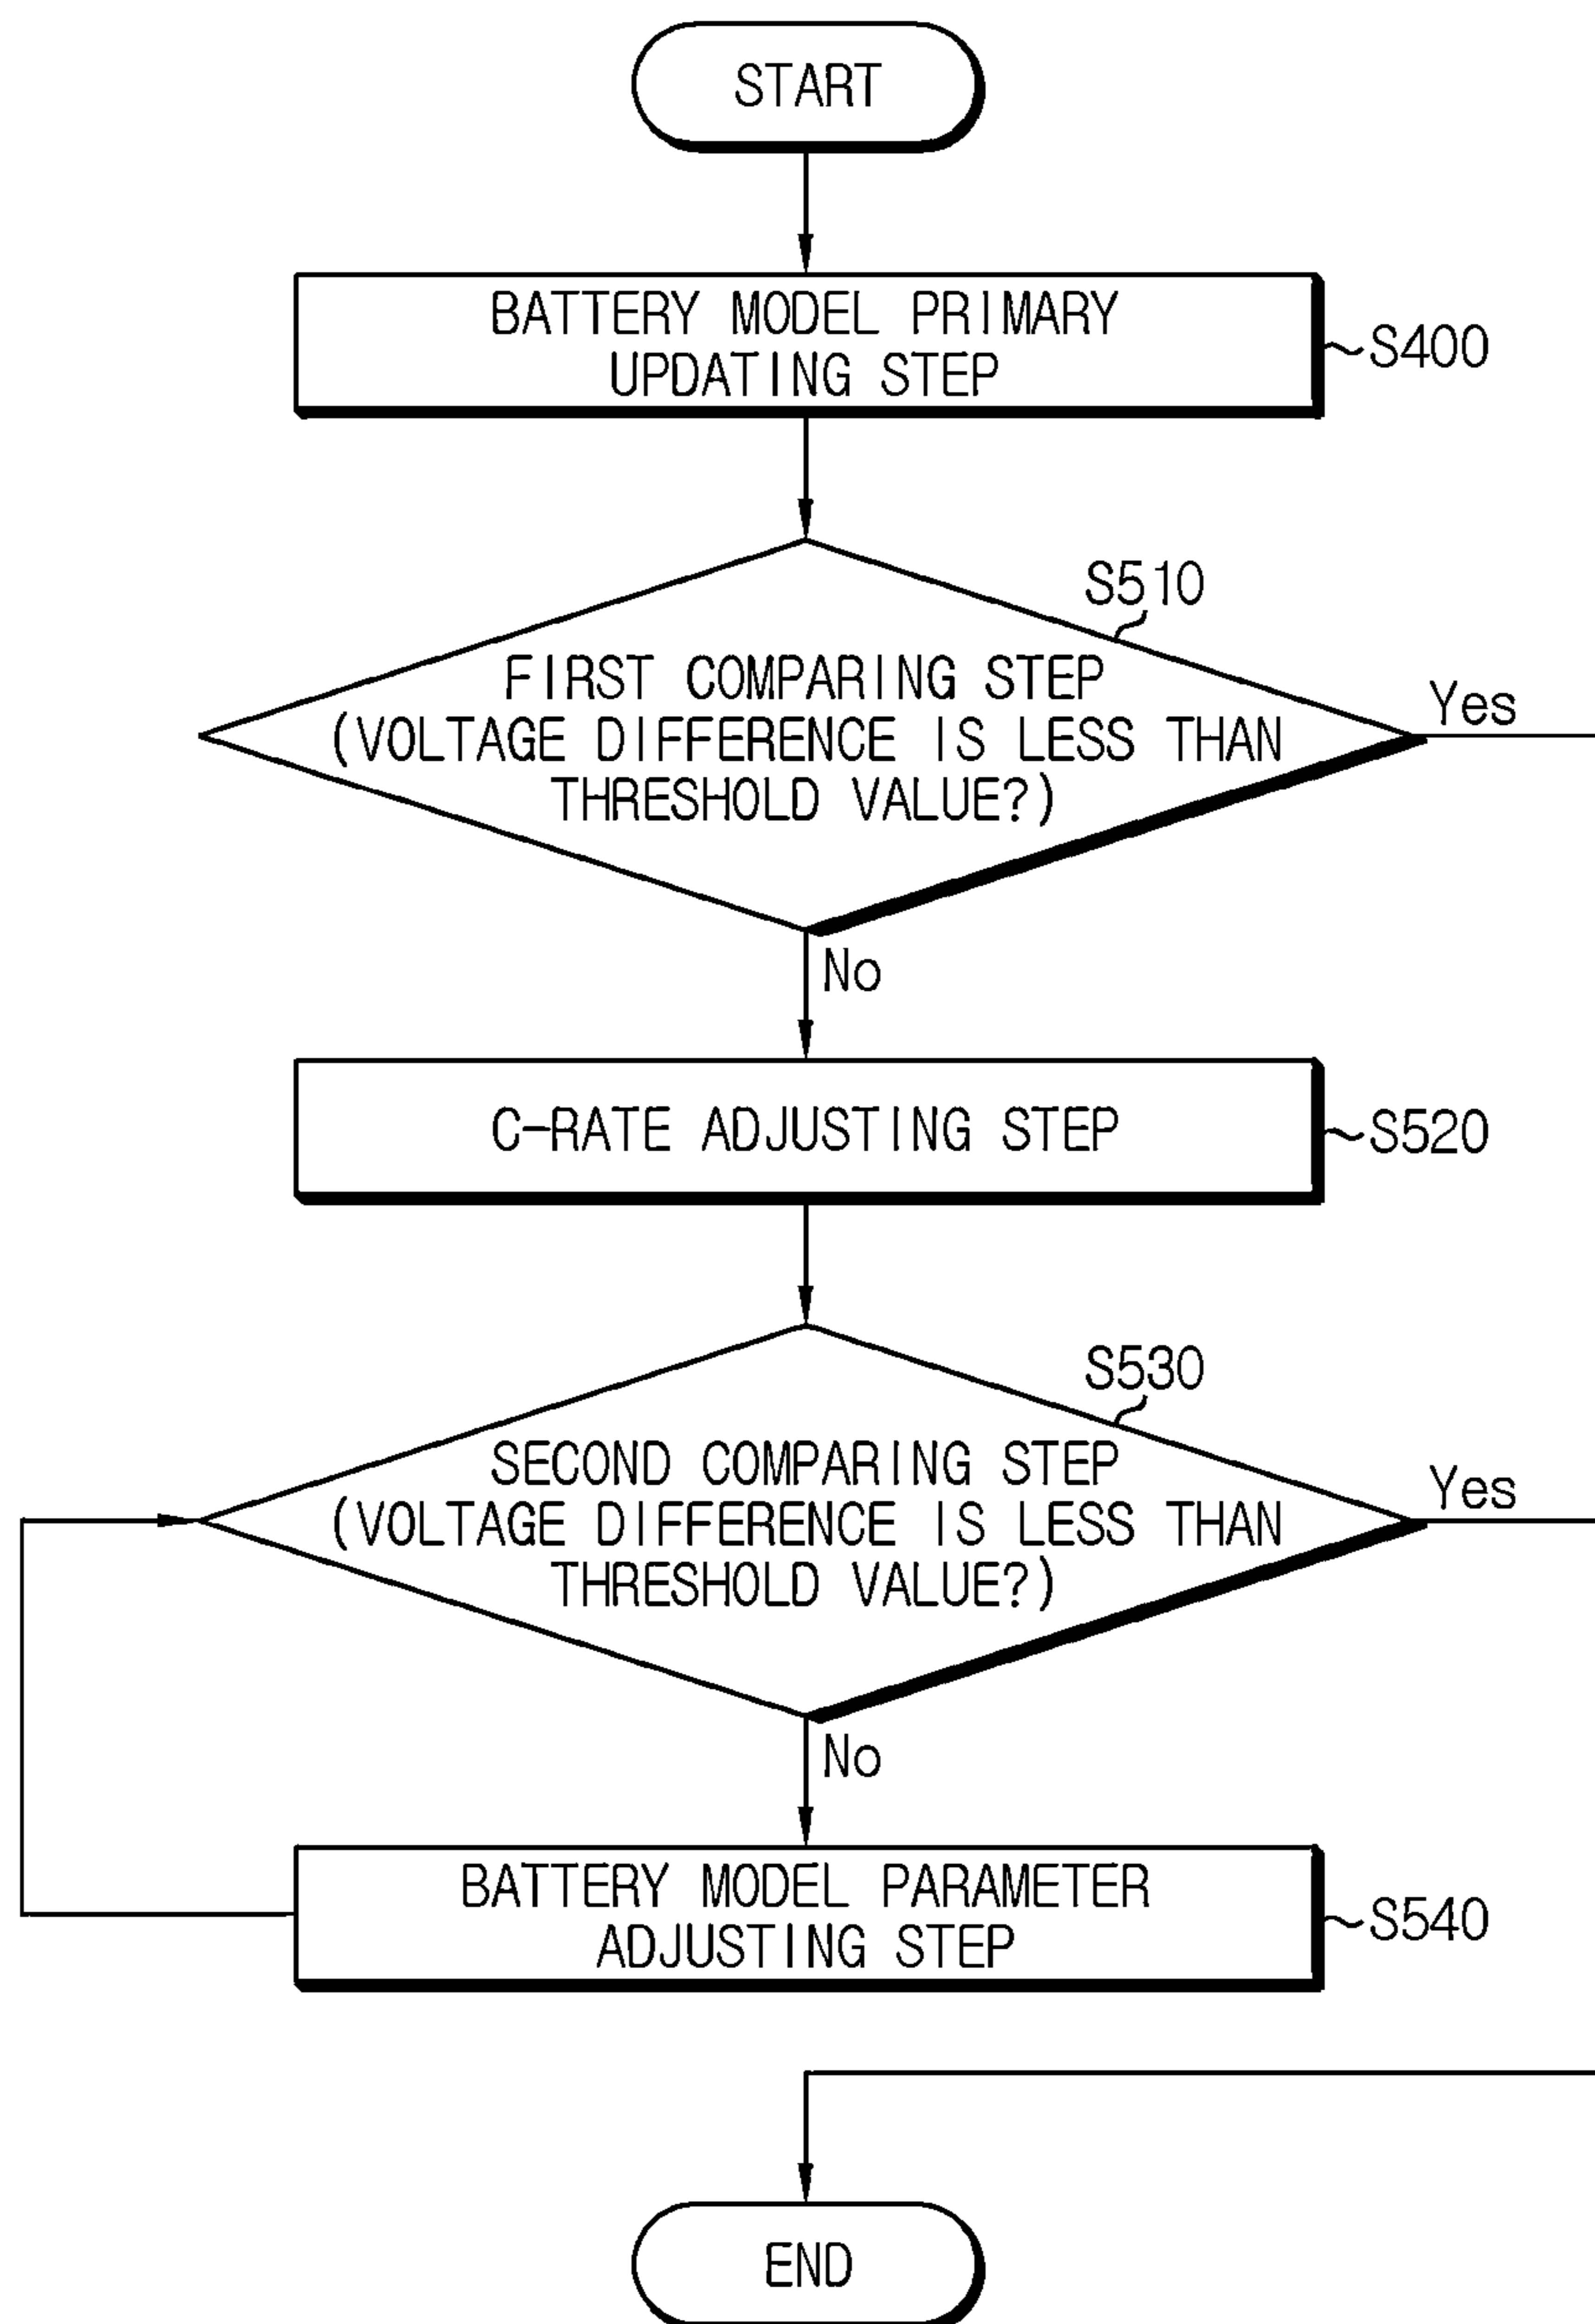 START
BATTERY MODEL PRIMARY
UPDATING STEP
S400
S510
FIRST COMPARING STEP
(VOLTAGE DIFFERENCE IS LESS THAN
THRESHOLD VALUE?)
Yes
No
C-RATE ADJUSTING STEP
S520
S530
SECOND COMPARING STEP
(VOLTAGE DIFFERENCE IS LESS THAN
THRESHOLD VALUE?)
Yes
No
BATTERY MODEL PARAMETER
ADJUSTING STEP
S540
END